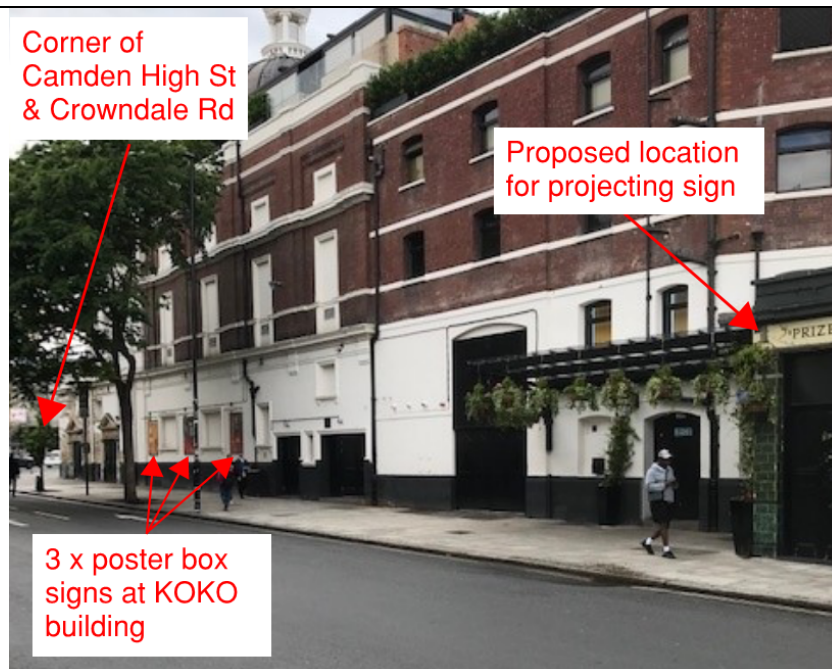 Corner of
Camden High St
& Crowndale Rd
Proposed location
for projecting sign
PRIZE
3 x poster box
signs at KOKO
building